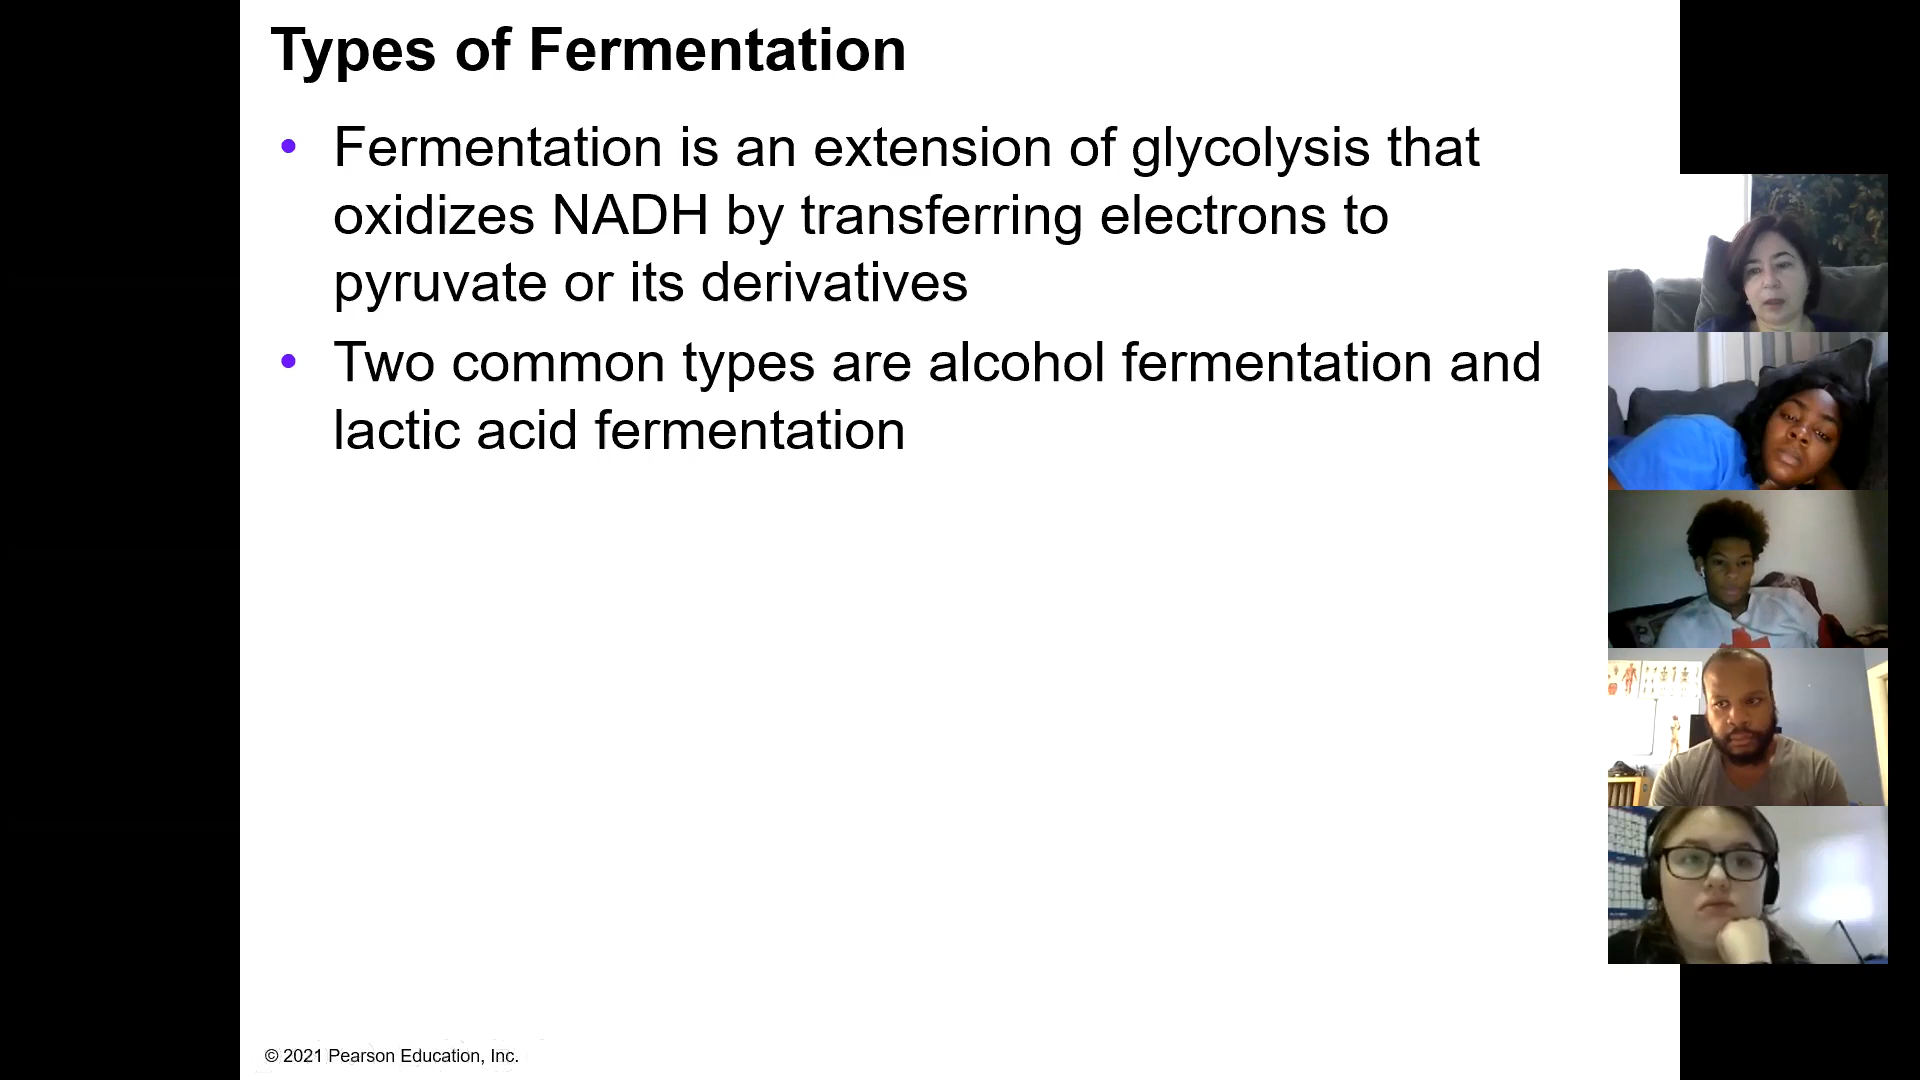 Types of Fermentation
• Fermentation is an extension of glycolysis that
oxidizes NADH by transferring electrons to
pyruvate or its derivatives
• Two common types are alcohol fermentation and
lactic acid fermentation
© 2021 Pearson Education, Inc.